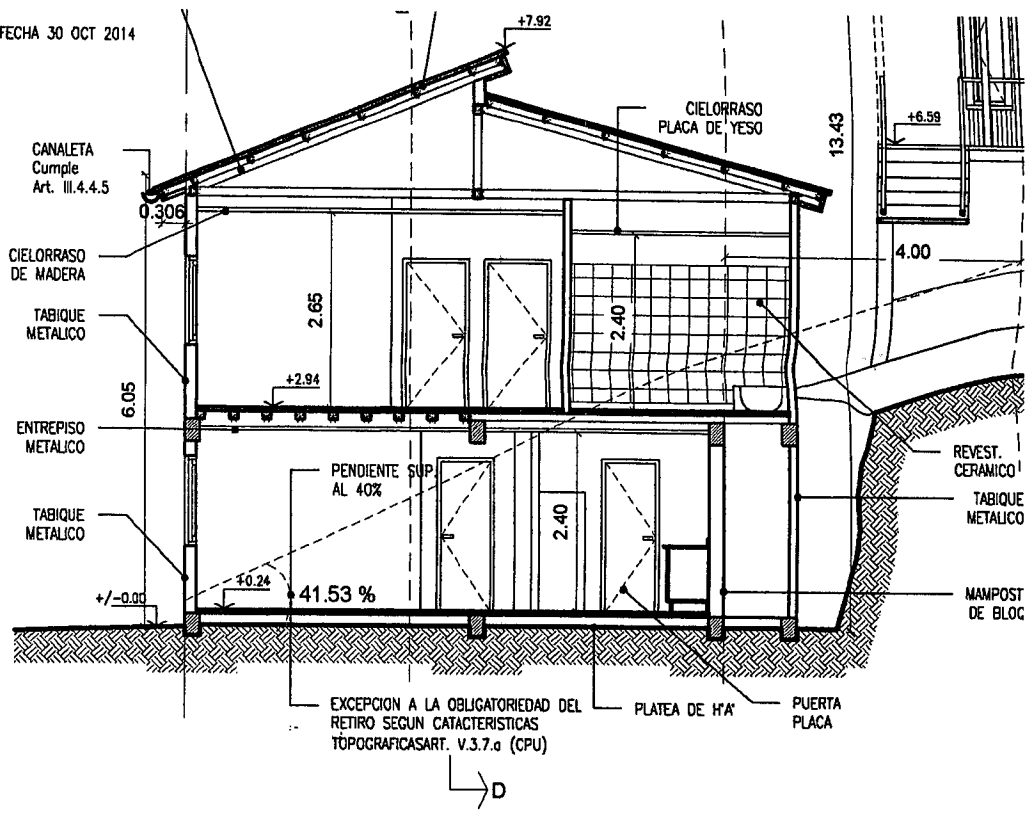 FECHA 30 OCT 2014
+7.92
CIELORRASO
PLACA DE YESO
+6.59
13.43
CANALETA
Cumple
Art. III.4.4.5
0.306
CIELORRASO
DE MADERA
4.00
2.65
2.40
TABIQUE
METALICO
+2.94
6.05
ENTREPISO
METALICO
PENDIENTE SUP.
AL 40%
REVEST.
CERAMICO
TABIQUE
METALICO
2.40
TABIQUE
METALICO
+0.24
41.53 %
+/-0.00
MAMPOST
DE BLOQ
EXCEPCION A LA OBLIGATORIEDAD DEL
RETIRO SEGUN CATACTERISTICAS
TOPOGRAFICASART. V.3.7.a (CPU)
PLATEA DE H'A'
PUERTA
PLACA
D